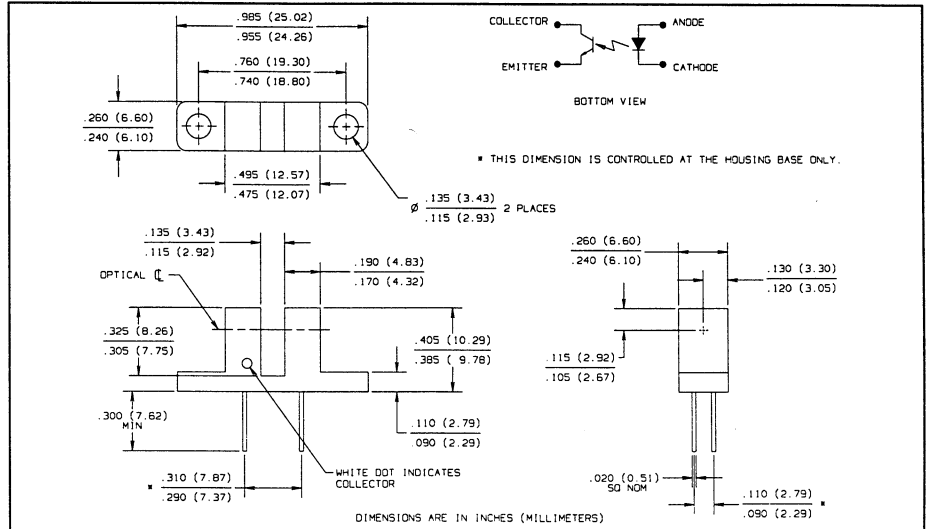 .985 (25.02)
.955 (24.26)
COLLECTOR
ANODE
.760 (19.30)
.740 (18.80)
EMITTER
CATHODE
BOTTOM VIEW
.260 (6.60)
.240 (6.10)
* THIS DIMENSION IS CONTROLLED AT THE HOUSING BASE ONLY.
.495 (12.57)
.475 (12.07)
Ø .135 (3.43)
.115 (2.93) 2 PLACES
.135 (3.43)
.115 (2.92)
.260 (6.60)
.240 (6.10)
OPTICAL ℄
.190 (4.83)
.170 (4.32)
.130 (3.30)
.120 (3.05)
.325 (8.26)
.305 (7.75)
.405 (10.29)
.385 ( 9.78)
.115 (2.92)
.105 (2.67)
.300 (7.62)
MIN
.110 (2.79)
.090 (2.29)
WHITE DOT INDICATES
COLLECTOR
* .310 (7.87)
.290 (7.37)
.020 (0.51)
SQ NOM
.110 (2.79) *
.090 (2.29)
DIMENSIONS ARE IN INCHES (MILLIMETERS)